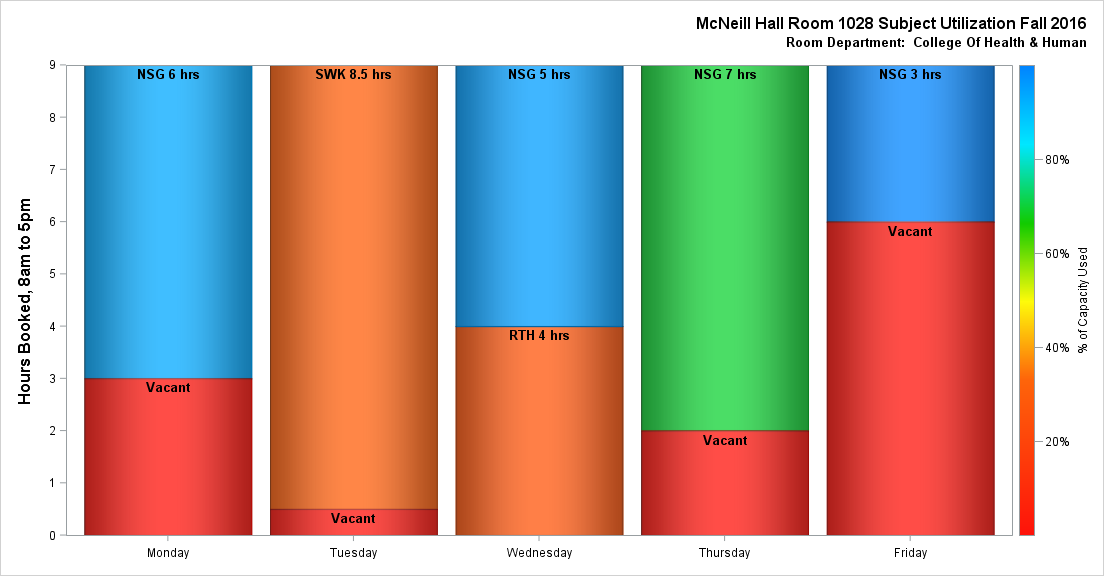 McNeill Hall Room 1028 Subject Utilization Fall 2016
Room Department:  College Of Health & Human
Hours Booked, 8am to 5pm
9
8
7
6
5
4
3
2
1
0
NSG 6 hrs
Vacant
SWK 8.5 hrs
Vacant
NSG 5 hrs
RTH 4 hrs
NSG 7 hrs
Vacant
NSG 3 hrs
Vacant
Monday
Tuesday
Wednesday
Thursday
Friday
80%
60%
40%
20%
% of Capacity Used